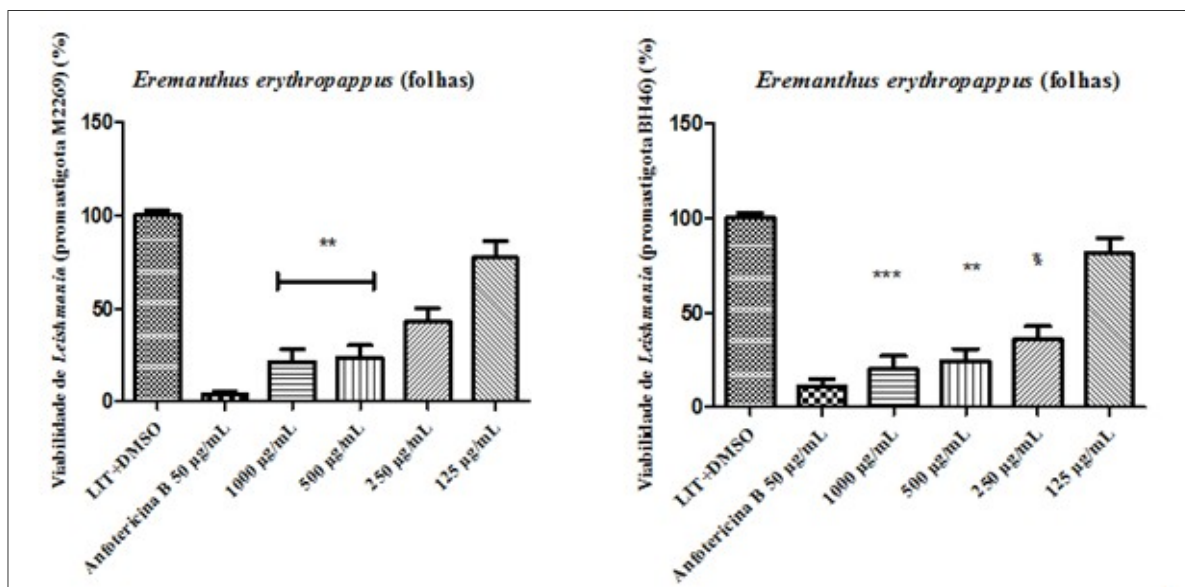 Viabilidade de Leishmania (promastigota M2269) (%)
Eremanthus erythropappus (folhas)
150
100
50
0
**
LIT+DMSO
Anfotericina B 50 µg/mL
1000 µg/mL
500 µg/mL
250 µg/mL
125 µg/mL
Viabilidade de Leishmania (promastigota BH46) (%)
Eremanthus erythropappus (folhas)
150
100
50
0
***
**
*
LIT+DMSO
Anfotericina B 50 µg/mL
1000 µg/mL
500 µg/mL
250 µg/mL
125 µg/mL